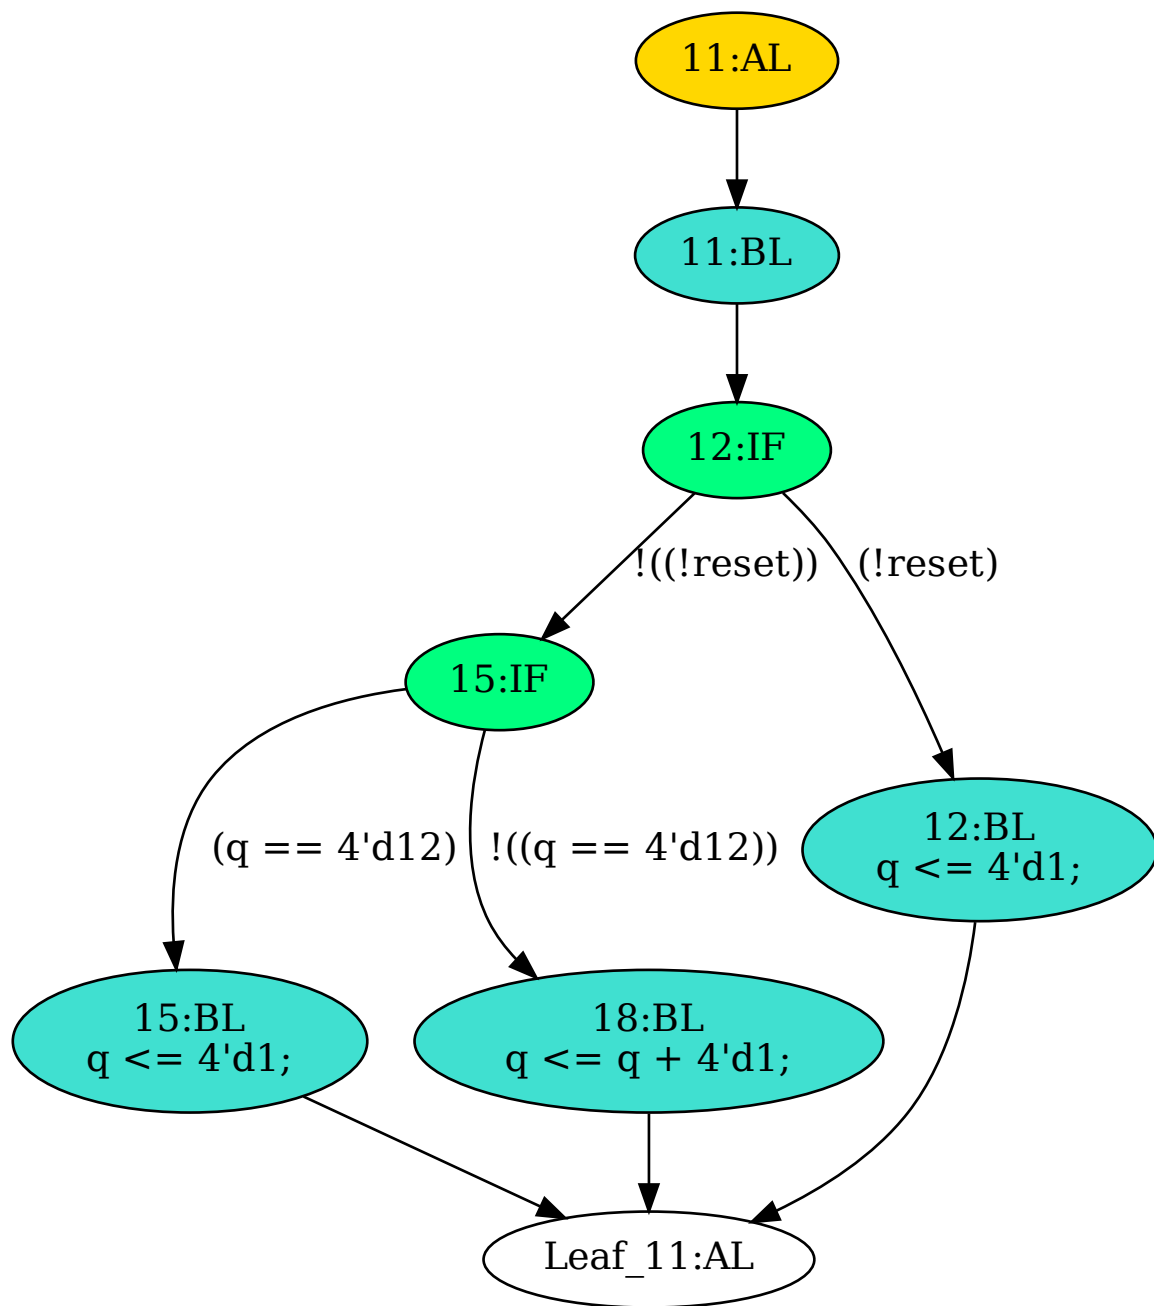 11:AL
11:BL
12:IF
!((!reset))
(!reset)
15:IF
12:BL
q <= 4'd1;
(q == 4'd12)
!((q == 4'd12))
15:BL
q <= 4'd1;
18:BL
q <= q + 4'd1;
Leaf_11:AL